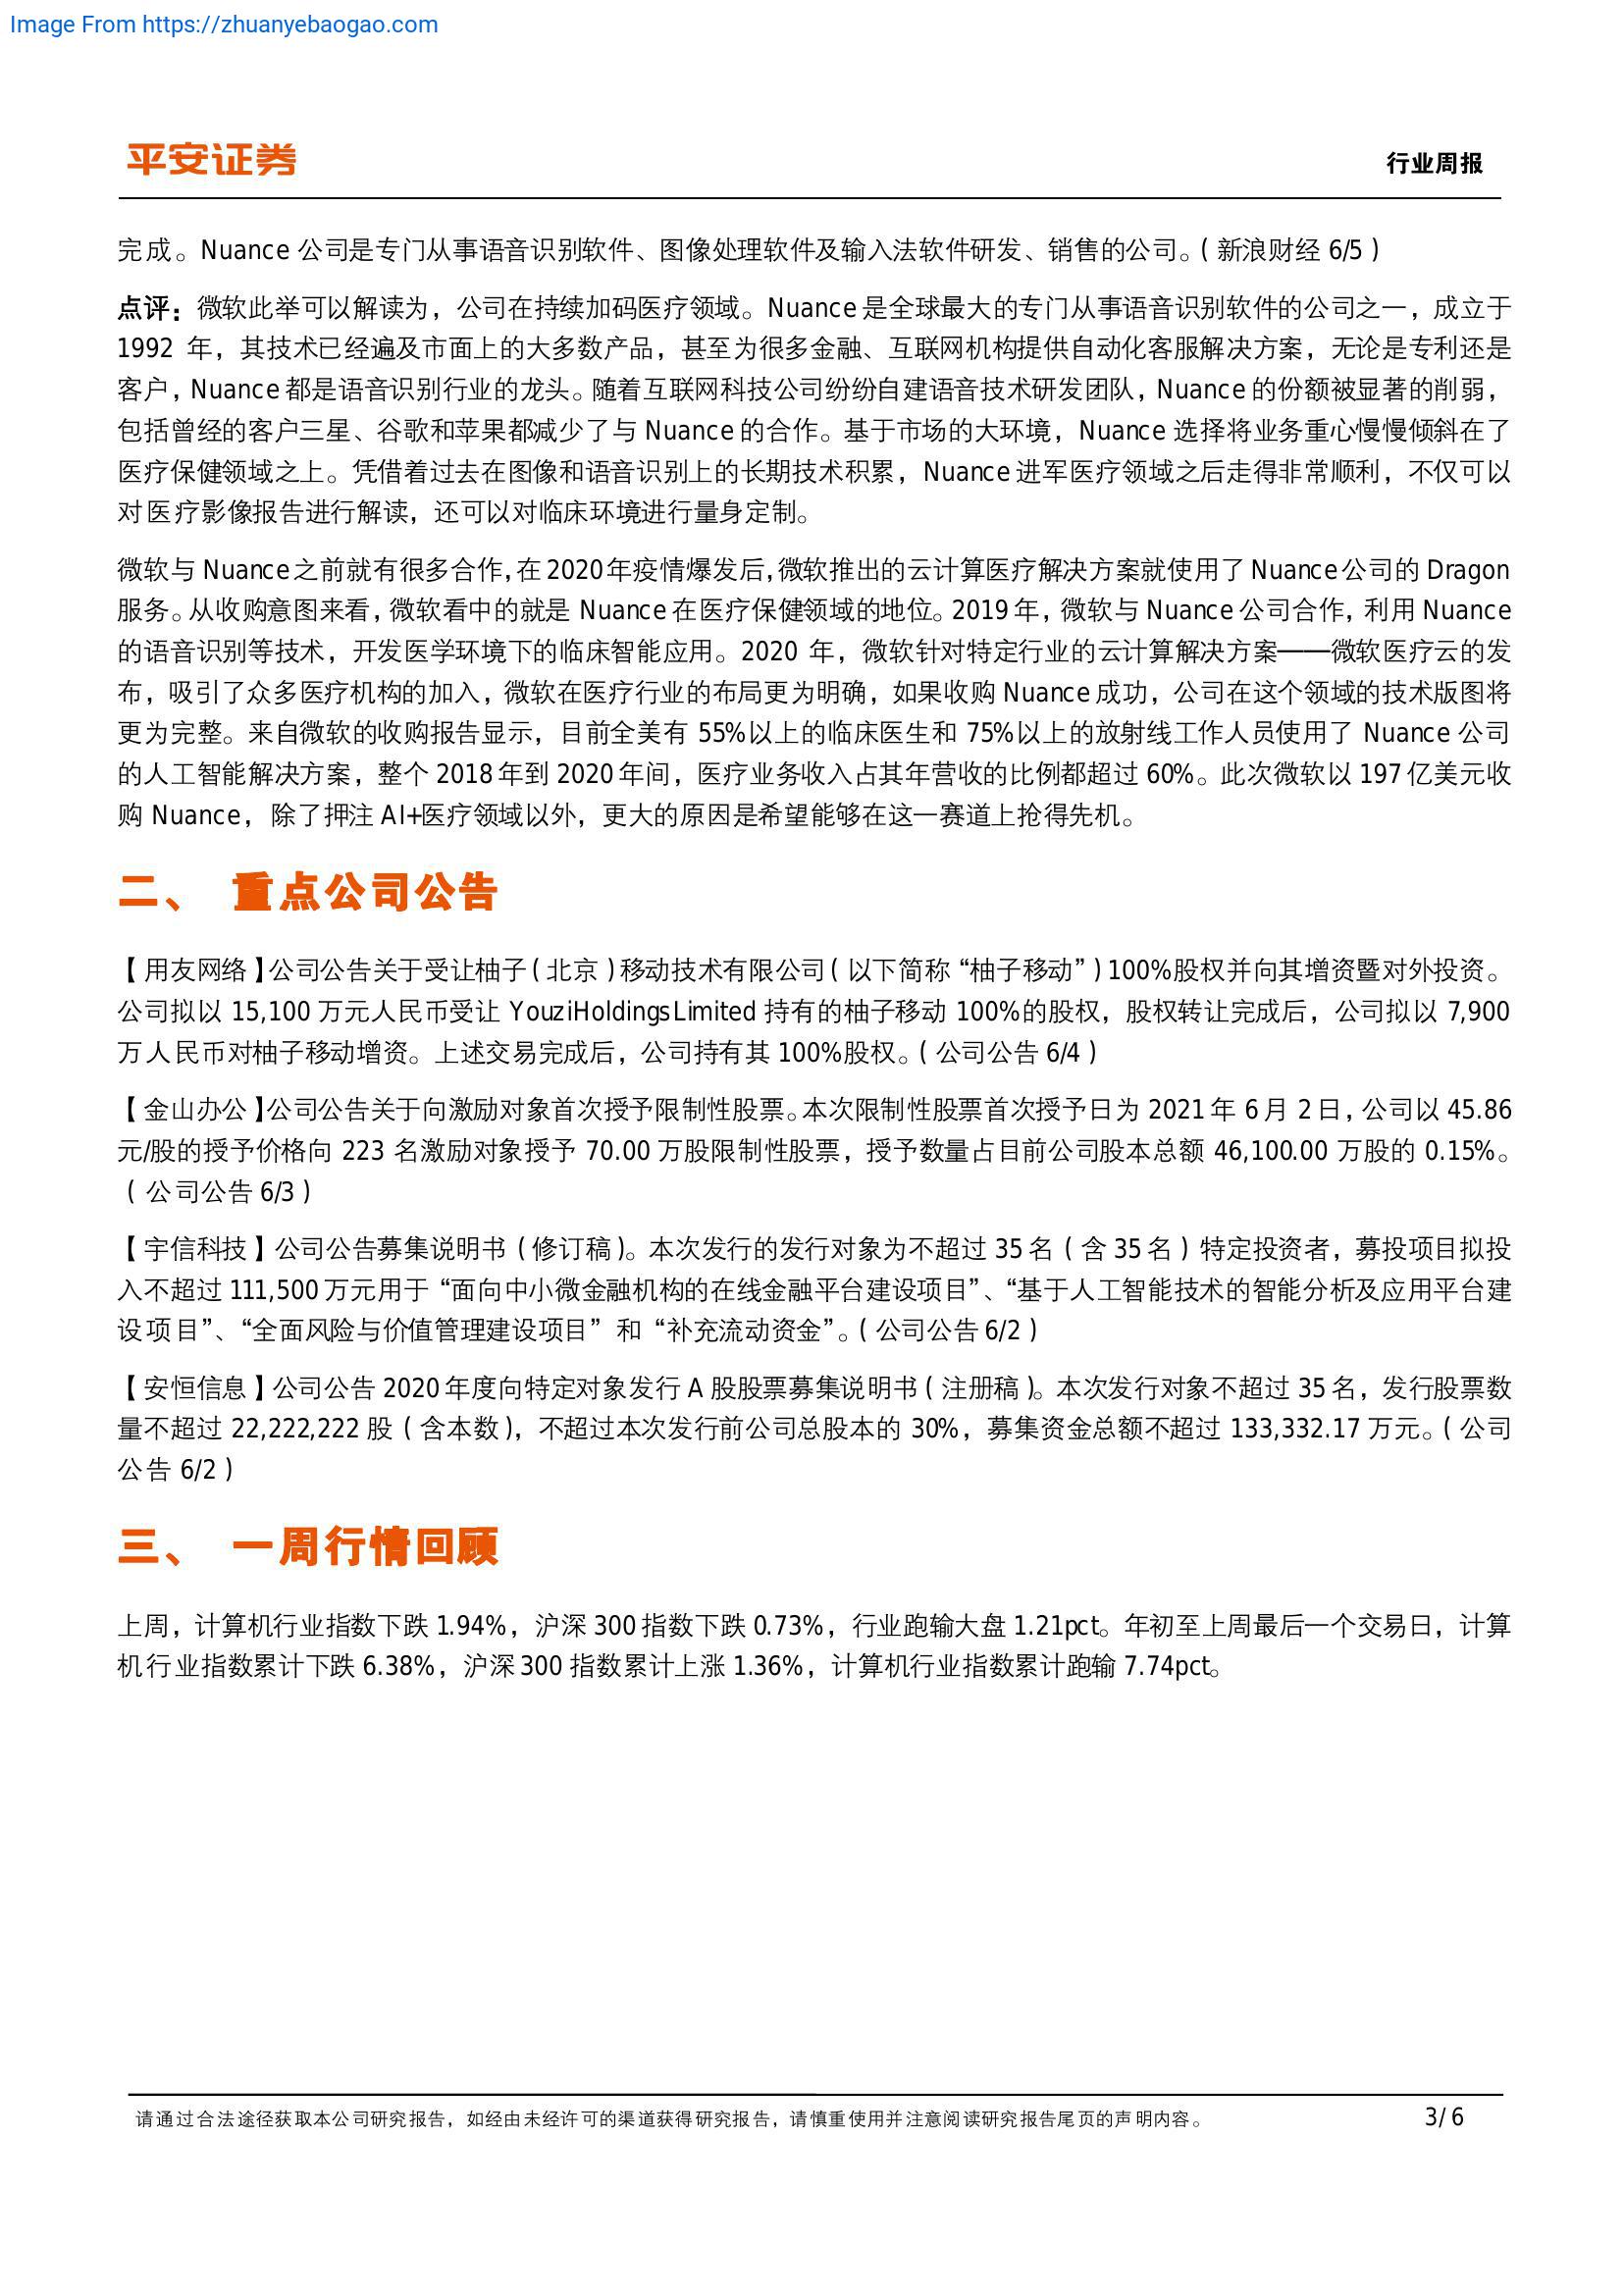 Image From https://zhuanyebaogao.com
平安证券
行业周报
完成。Nuance 公司是专门从事语音识别软件、图像处理软件及输入法软件研发、销售的公司。(新浪财经 6/5)
点评：微软此举可以解读为，公司在持续加码医疗领域。Nuance 是全球最大的专门从事语音识别软件的公司之一，成立于
1992 年，其技术已经遍及市面上的大多数产品，甚至为很多金融、互联网机构提供自动化客服解决方案，无论是专利还是
客户，Nuance 都是语音识别行业的龙头。随着互联网科技公司纷纷自建语音技术研发团队，Nuance 的份额被显著的削弱，
包括曾经的客户三星、谷歌和苹果都减少了与 Nuance 的合作。基于市场的大环境，Nuance 选择将业务重心慢慢倾斜在了
医疗保健领域之上。凭借着过去在图像和语音识别上的长期技术积累，Nuance 进军医疗领域之后走得非常顺利，不仅可以
对医疗影像报告进行解读，还可以对临床环境进行量身定制。
微软与 Nuance 之前就有很多合作，在 2020 年疫情爆发后，微软推出的云计算医疗解决方案就使用了 Nuance 公司的 Dragon
服务。从收购意图来看，微软看中的就是 Nuance 在医疗保健领域的地位。2019 年，微软与 Nuance 公司合作，利用 Nuance
的语音识别等技术，开发医学环境下的临床智能应用。2020 年，微软针对特定行业的云计算解决方案——微软医疗云的发
布，吸引了众多医疗机构的加入，微软在医疗行业的布局更为明确，如果收购 Nuance 成功，公司在这个领域的技术版图将
更为完整。来自微软的收购报告显示，目前全美有 55%以上的临床医生和 75%以上的放射线工作人员使用了 Nuance 公司
的人工智能解决方案，整个 2018 年到 2020 年间，医疗业务收入占其年营收的比例都超过 60%。此次微软以 197 亿美元收
购 Nuance，除了押注 AI+医疗领域以外，更大的原因是希望能够在这一赛道上抢得先机。
二、 重点公司公告
【用友网络】公司公告关于受让柚子(北京)移动技术有限公司(以下简称“柚子移动”)100%股权并向其增资暨对外投资。
公司拟以 15,100 万元人民币受让 YouziHoldingsLimited 持有的柚子移动 100%的股权，股权转让完成后，公司拟以 7,900
万人民币对柚子移动增资。上述交易完成后，公司持有其 100%股权。(公司公告 6/4)
【金山办公】公司公告关于向激励对象首次授予限制性股票。本次限制性股票首次授予日为 2021 年 6 月 2 日，公司以 45.86
元/股的授予价格向 223 名激励对象授予 70.00 万股限制性股票，授予数量占目前公司股本总额 46,100.00 万股的 0.15%。
(公司公告 6/3)
【宇信科技】公司公告募集说明书(修订稿)。本次发行的发行对象为不超过 35 名(含 35 名)特定投资者，募投项目拟投
入不超过 111,500 万元用于“面向中小微金融机构的在线金融平台建设项目”、“基于人工智能技术的智能分析及应用平台建
设项目”、“全面风险与价值管理建设项目”和“补充流动资金”。(公司公告 6/2)
【安恒信息】公司公告 2020 年度向特定对象发行 A 股股票募集说明书(注册稿)。本次发行对象不超过 35 名，发行股票数
量不超过 22,222,222 股(含本数)，不超过本次发行前公司总股本的 30%，募集资金总额不超过 133,332.17 万元。(公司
公告 6/2)
三、 一周行情回顾
上周，计算机行业指数下跌 1.94%，沪深 300 指数下跌 0.73%，行业跑输大盘 1.21pct。年初至上周最后一个交易日，计算
机行业指数累计下跌 6.38%，沪深 300 指数累计上涨 1.36%，计算机行业指数累计跑输 7.74pct。
请通过合法途径获取本公司研究报告，如经由未经许可的渠道获得研究报告，请慎重使用并注意阅读研究报告尾页的声明内容。
3/ 6